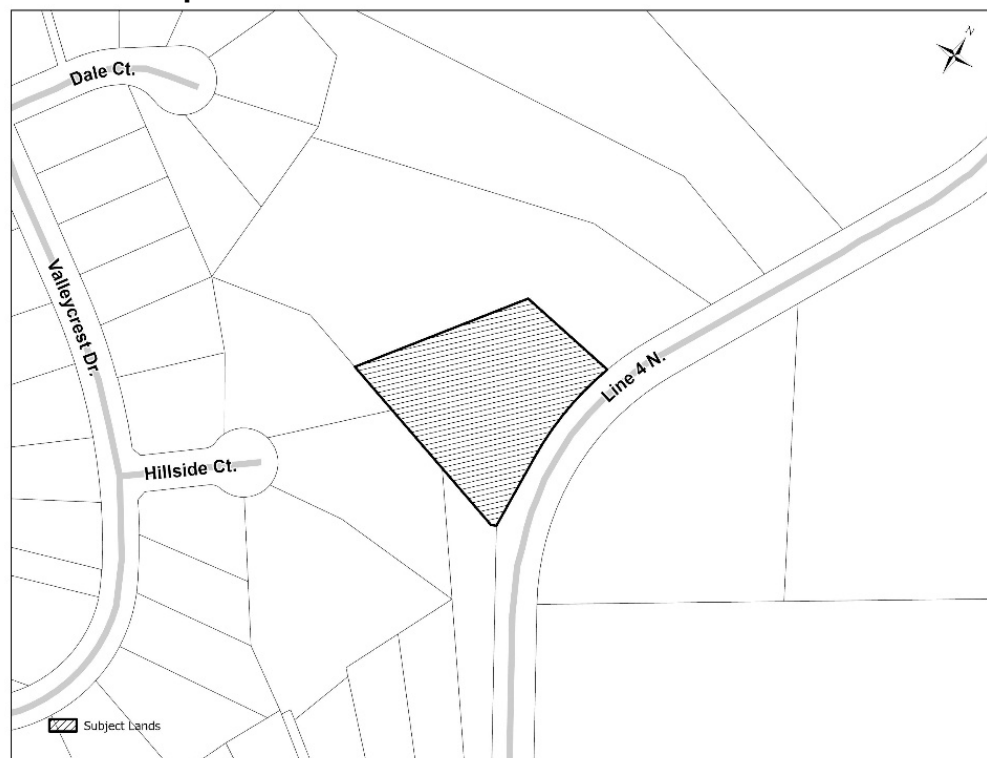 N
Dale Ct.
Valleycrest Dr.
Line 4 N.
Hillside Ct.
Subject Lands